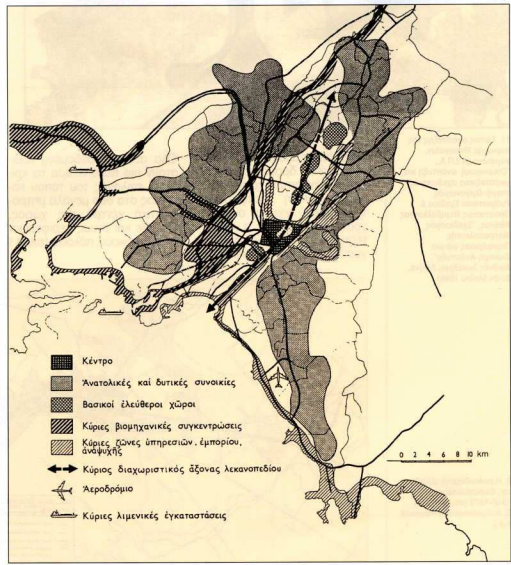 Κέντρο
Ἀνατολικές καί δυτικές συνοικίες
Βασικοί ἐλεύθεροι χῶροι
Κύριες βιομηχανικές συγκεντρώσεις
Κύριες ζῶνες ὑπηρεσιῶν, ἐμπορίου,
ἀναψυχῆς
Κύριος διαχωριστικός ἄξονας λεκανοπεδίου
Ἀεροδρόμιο
Κύριες λιμενικές ἐγκαταστάσεις
0 2 4 6 8 10 km